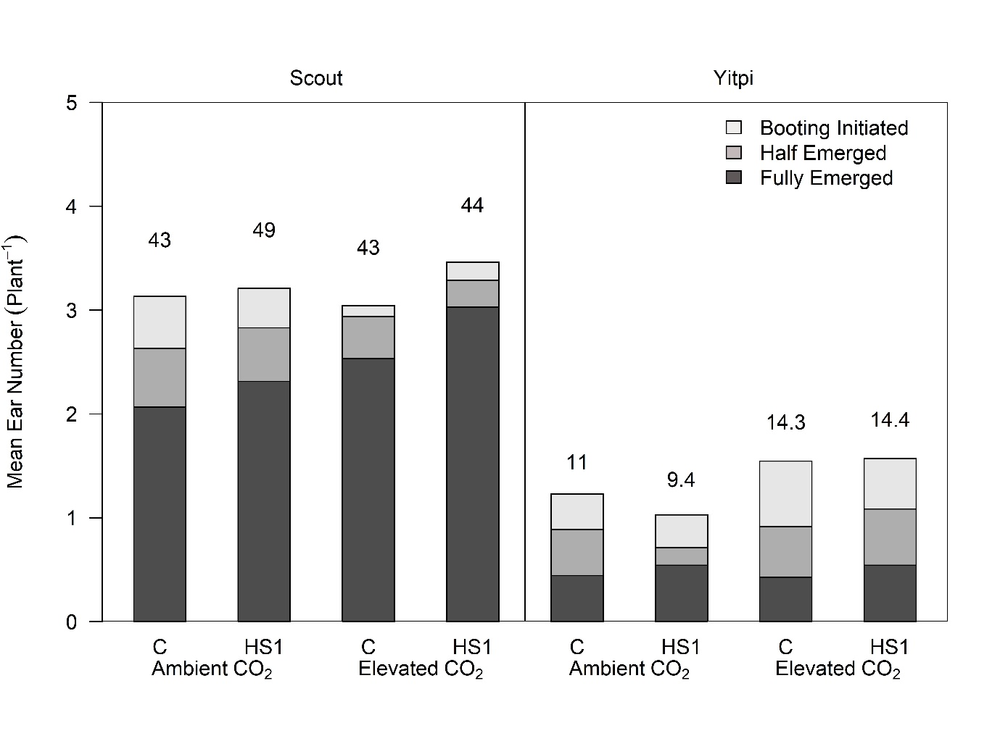 Scout
Yitpi
5
4
3
2
1
0
Mean Ear Number (Plant⁻¹)
Booting Initiated
Half Emerged
Fully Emerged
43
49
43
44
11
9.4
14.3
14.4
C HS1 C HS1 C HS1 C HS1
Ambient CO₂ Elevated CO₂ Ambient CO₂ Elevated CO₂